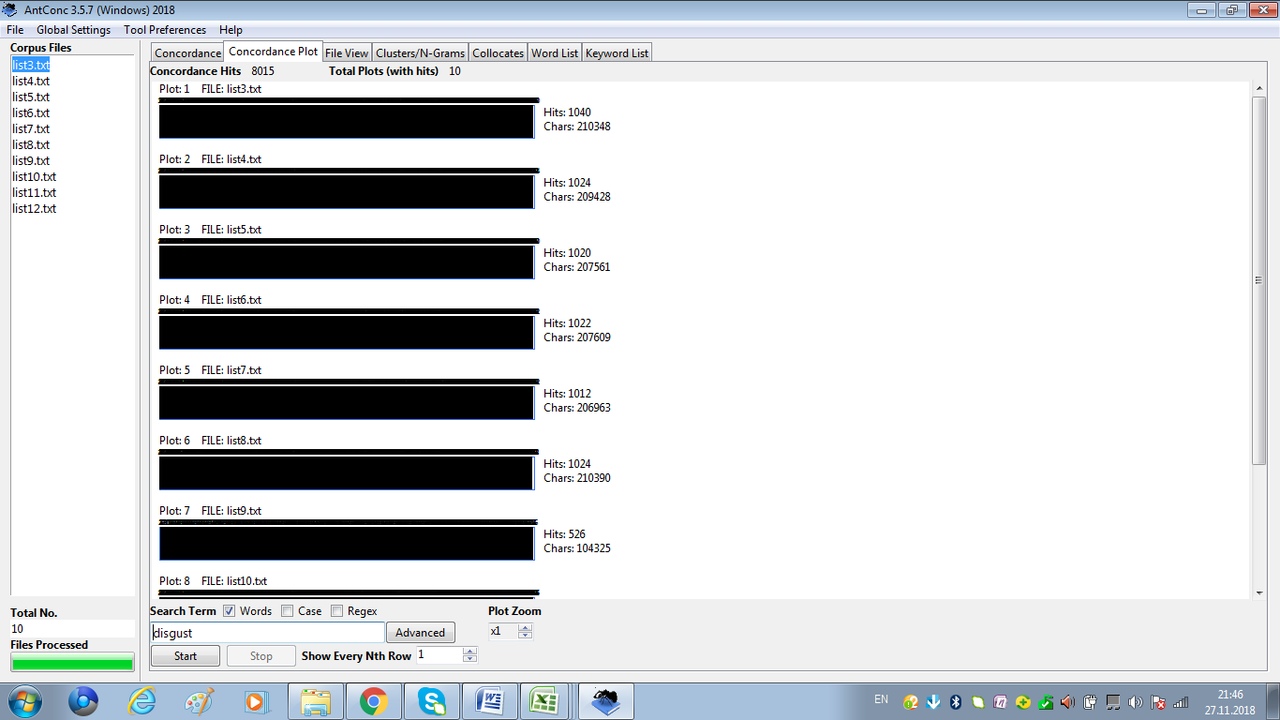 AntConc 3.5.7 (Windows) 2018
File Global Settings Tool Preferences Help
Corpus Files
list3.txt
list4.txt
list5.txt
list6.txt
list7.txt
list8.txt
list9.txt
list10.txt
list11.txt
list12.txt
Total No.
10
Files Processed
Concordance Concordance Plot File View Clusters/N-Grams Collocates Word List Keyword List
Concordance Hits 8015 Total Plots (with hits) 10
Plot: 1 FILE: list3.txt
Hits: 1040
Chars: 210348
Plot: 2 FILE: list4.txt
Hits: 1024
Chars: 209428
Plot: 3 FILE: list5.txt
Hits: 1020
Chars: 207561
Plot: 4 FILE: list6.txt
Hits: 1022
Chars: 207609
Plot: 5 FILE: list7.txt
Hits: 1012
Chars: 206963
Plot: 6 FILE: list8.txt
Hits: 1024
Chars: 210390
Plot: 7 FILE: list9.txt
Hits: 526
Chars: 104325
Plot: 8 FILE: list10.txt
Search Term Words Case Regex Plot Zoom
disgust Advanced x1
Start Stop Show Every Nth Row 1
EN 21:46
27.11.2018